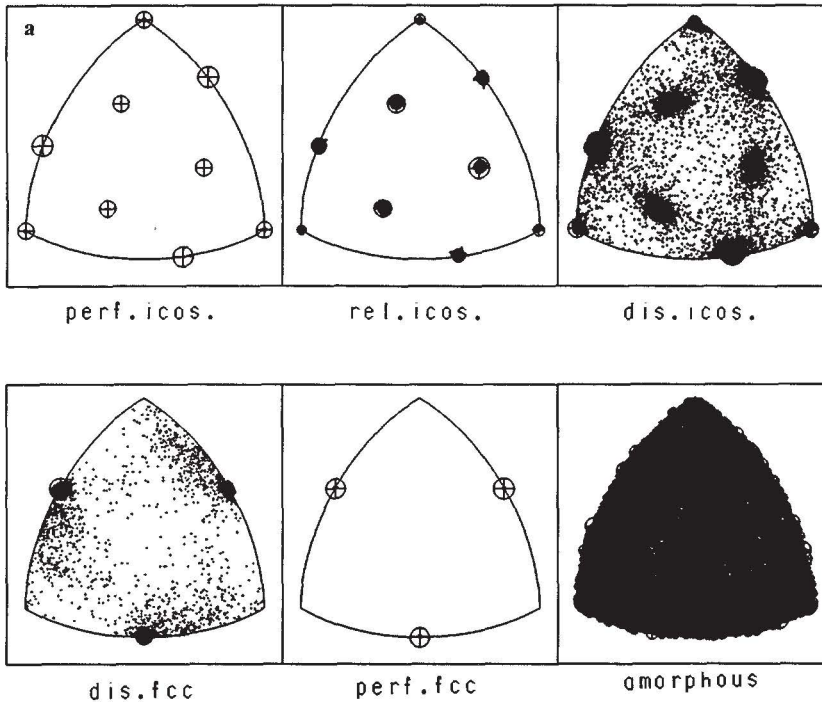 a
perf.icos.
rel.icos.
dis.icos.
dis.fcc
perf.fcc
amorphous